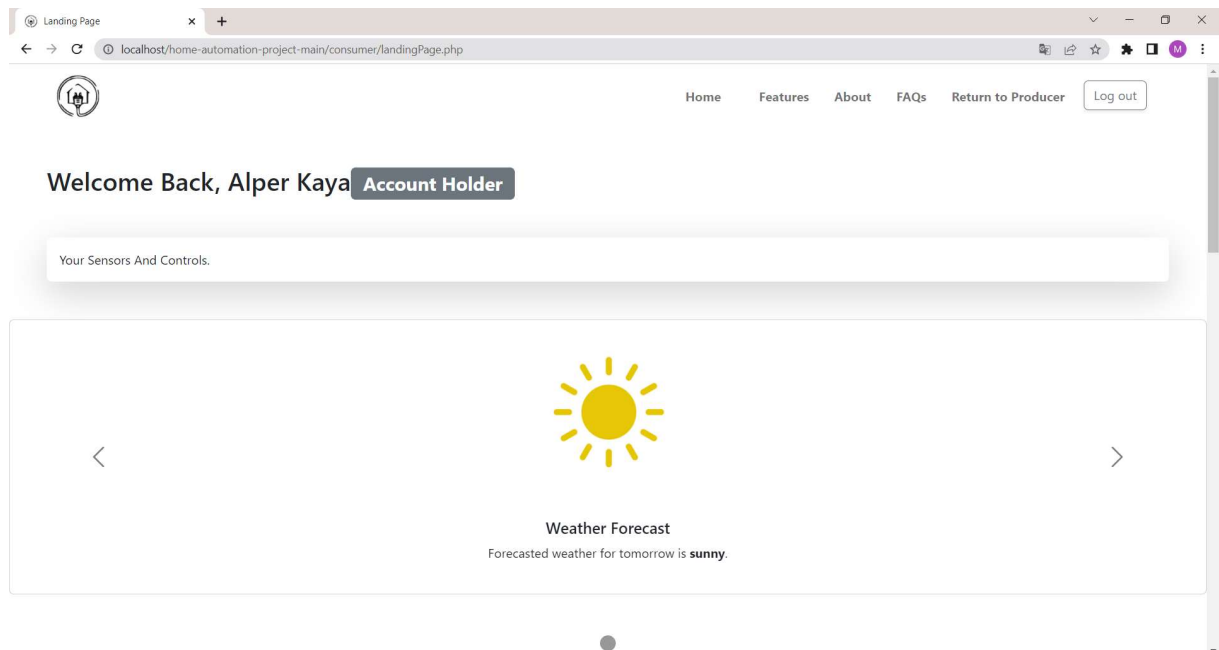 Landing Page
localhost/home-automation-project-main/consumer/landingPage.php
M
Home Features About FAQs Return to Producer Log out
Welcome Back, Alper Kaya Account Holder
Your Sensors And Controls.
Weather Forecast
Forecasted weather for tomorrow is sunny.